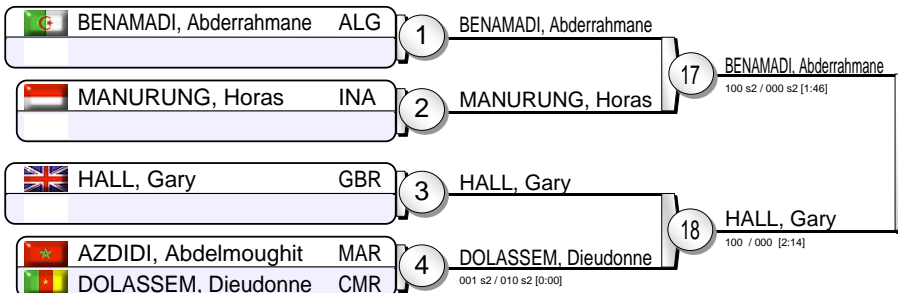 BENAMADI, Abderrahmane ALG
1
BENAMADI, Abderrahmane
17
BENAMADI, Abderrahmane
100 s2 / 000 s2 [1:46]
MANURUNG, Horas INA
2
MANURUNG, Horas
HALL, Gary GBR
3
HALL, Gary
18
HALL, Gary
100 / 000 [2:14]
AZDIDI, Abdelmoughit MAR
4
DOLASSEM, Dieudonne
001 s2 / 010 s2 [0:00]
DOLASSEM, Dieudonne CMR